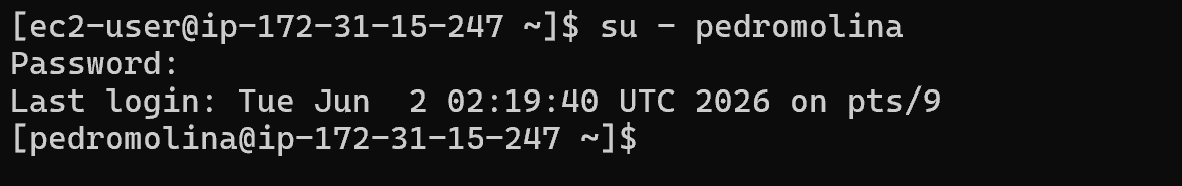 [ec2-user@ip-172-31-15-247 ~]$ su - pedromolina
Password:
Last login: Tue Jun  2 02:19:40 UTC 2026 on pts/9
[pedromolina@ip-172-31-15-247 ~]$